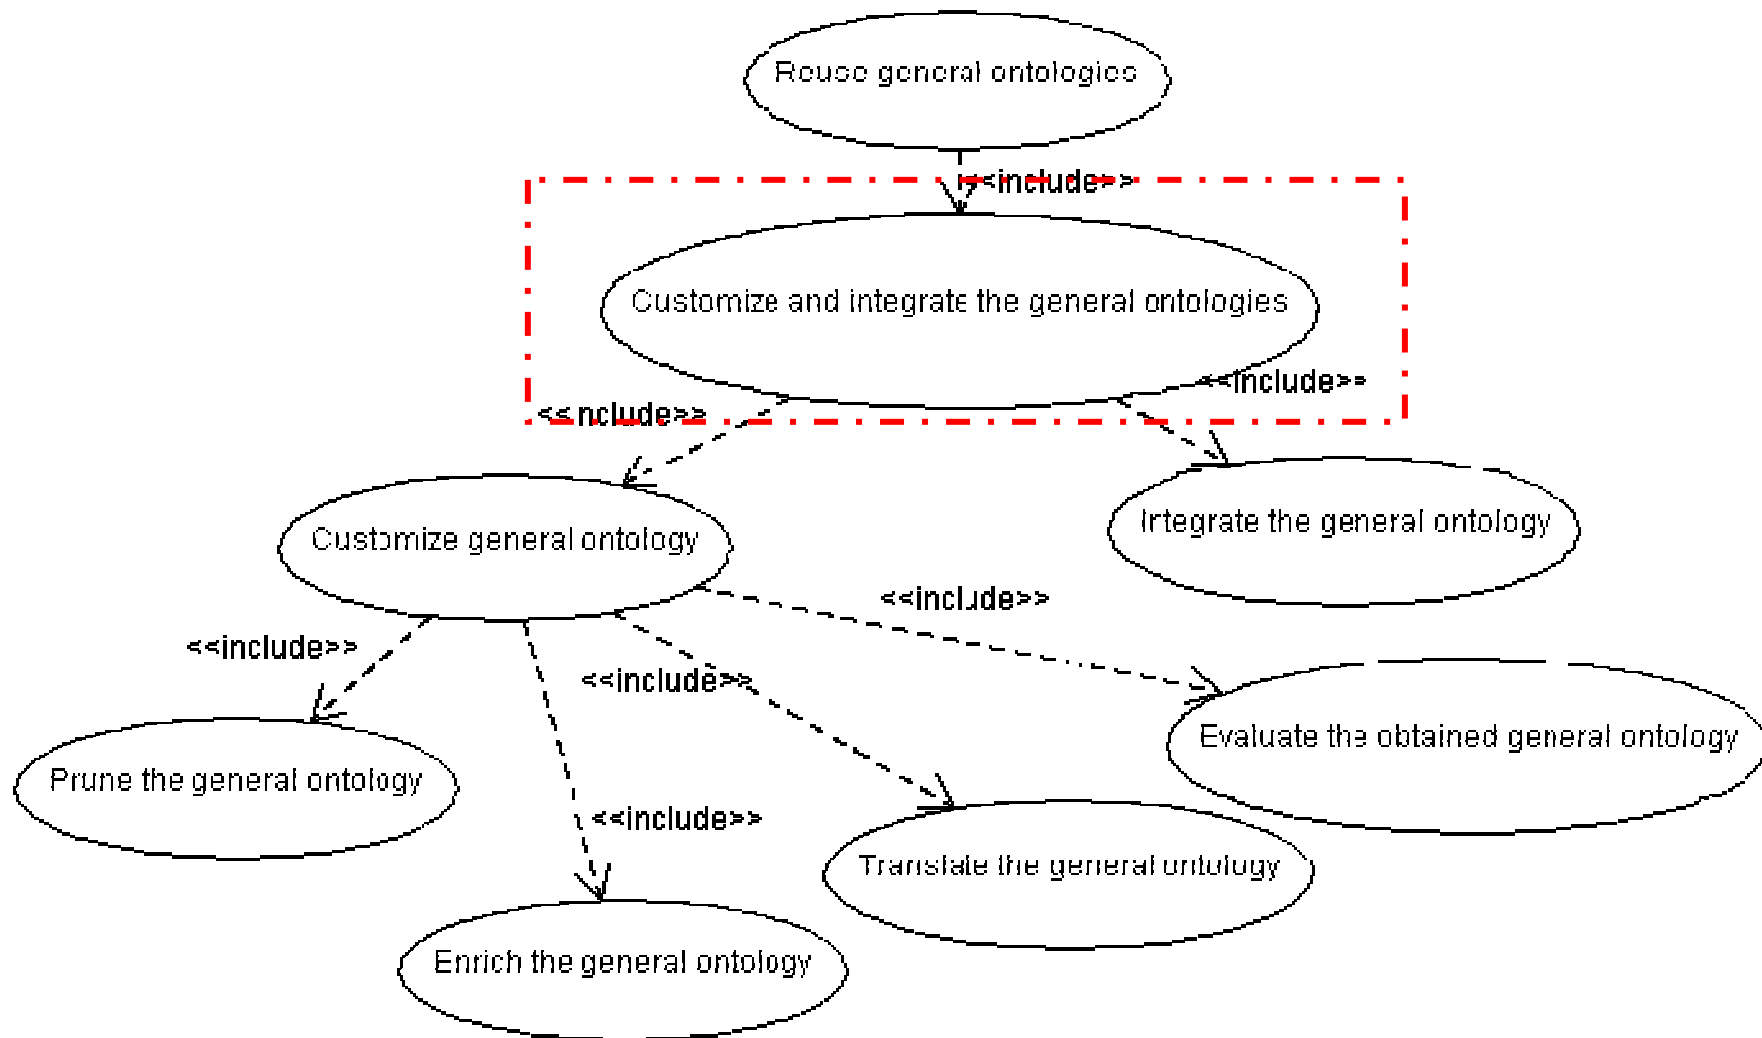 Reuse general ontologies
<<include>>
Customize and integrate the general ontologies
<<include>>
<<include>>
Customize general ontology
Integrate the general ontology
<<include>>
<<include>>
<<include>>
Evaluate the obtained general ontology
Prune the general ontology
<<include>>
Translate the general ontology
Enrich the general ontology